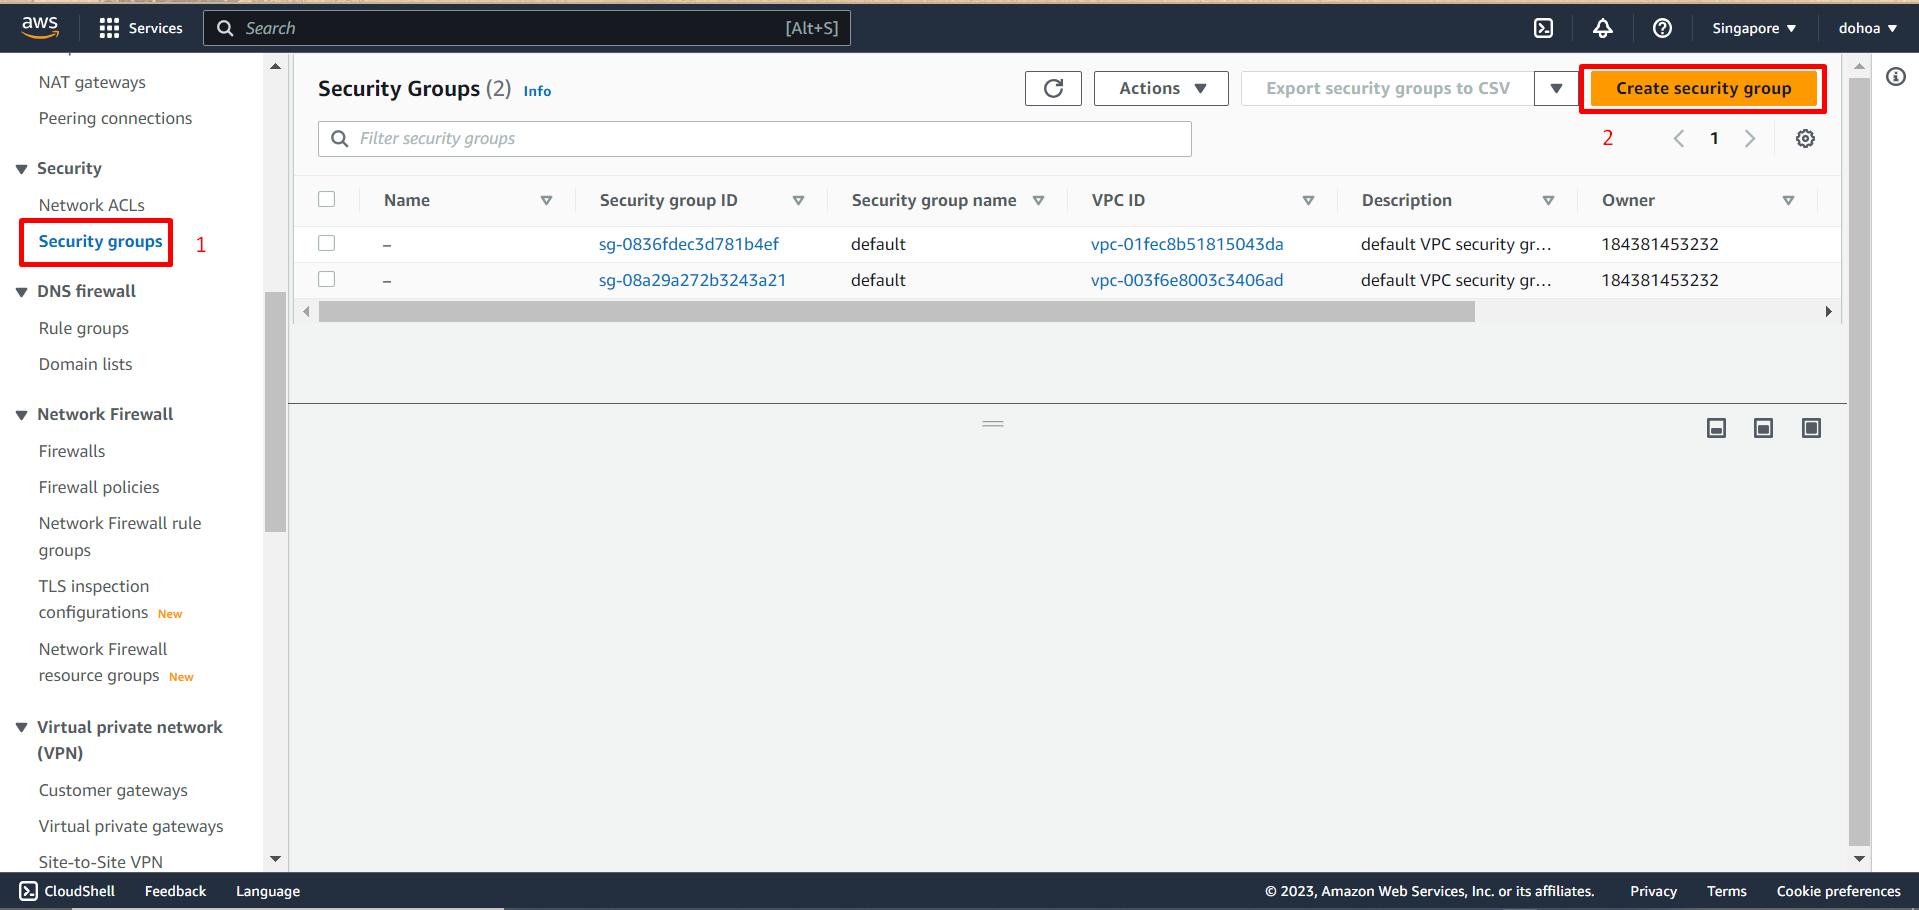 aws
Services
Search
[Alt+S]
Singapore ▼
dohoa ▼
NAT gateways
Peering connections
Security
Network ACLs
Security groups
1
DNS firewall
Rule groups
Domain lists
Network Firewall
Firewalls
Firewall policies
Network Firewall rule
groups
TLS inspection
configurations New
Network Firewall
resource groups New
Virtual private network
(VPN)
Customer gateways
Virtual private gateways
Site-to-Site VPN
Security Groups (2) Info
Actions ▼
Export security groups to CSV
Create security group
Filter security groups
2
1
Name Security group ID Security group name VPC ID Description Owner
– sg-0836fdec3d781b4ef default vpc-01fec8b51815043da default VPC security gr... 184381453232
– sg-08a29a272b3243a21 default vpc-003f6e8003c3406ad default VPC security gr... 184381453232
CloudShell Feedback Language
© 2023, Amazon Web Services, Inc. or its affiliates. Privacy Terms Cookie preferences